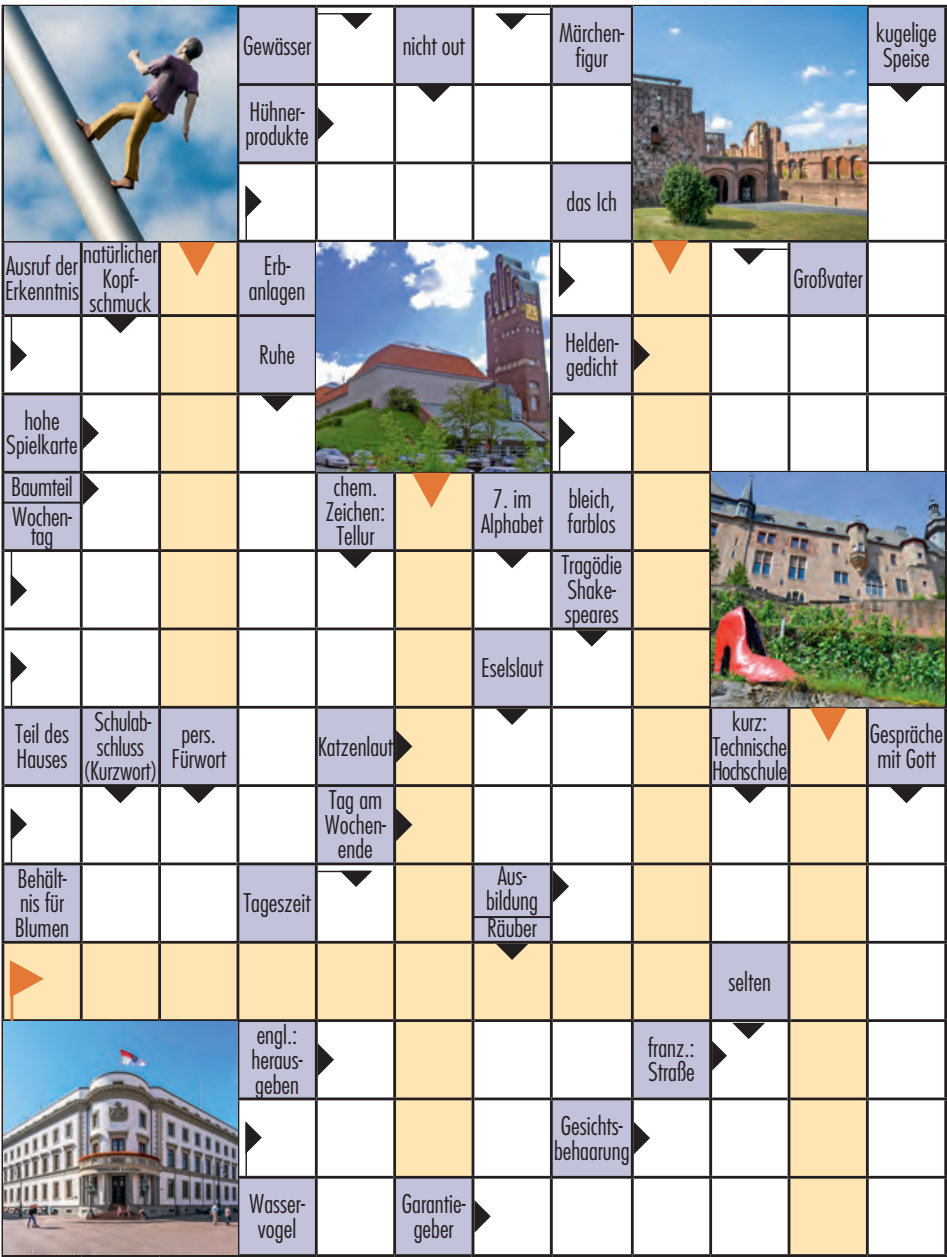 Gewässer
nicht out
Märchen-
figur
kugelige
Speise
Hühner-
produkte
das Ich
Ausruf der
Erkenntnis
natürlicher
Kopf-
schmuck
Erb-
anlagen
Großvater
Ruhe
Helden-
gedicht
hohe
Spielkarte
Baumteil
Wochen-
tag
chem.
Zeichen:
Tellur
7. im
Alphabet
bleich,
farblos
Tragödie
Shake-
speares
Eselslaut
Teil des
Hauses
Schulab-
schluss
(Kurzwort)
pers.
Fürwort
Katzenlaut
kurz:
Technische
Hochschule
Gespräche
mit Gott
Tag am
Wochen-
ende
Behält-
nis für
Blumen
Tageszeit
Aus-
bildung
Räuber
selten
engl.:
heraus-
geben
franz.:
Straße
Gesichts-
behaarung
Wasser-
vogel
Garantie-
geber